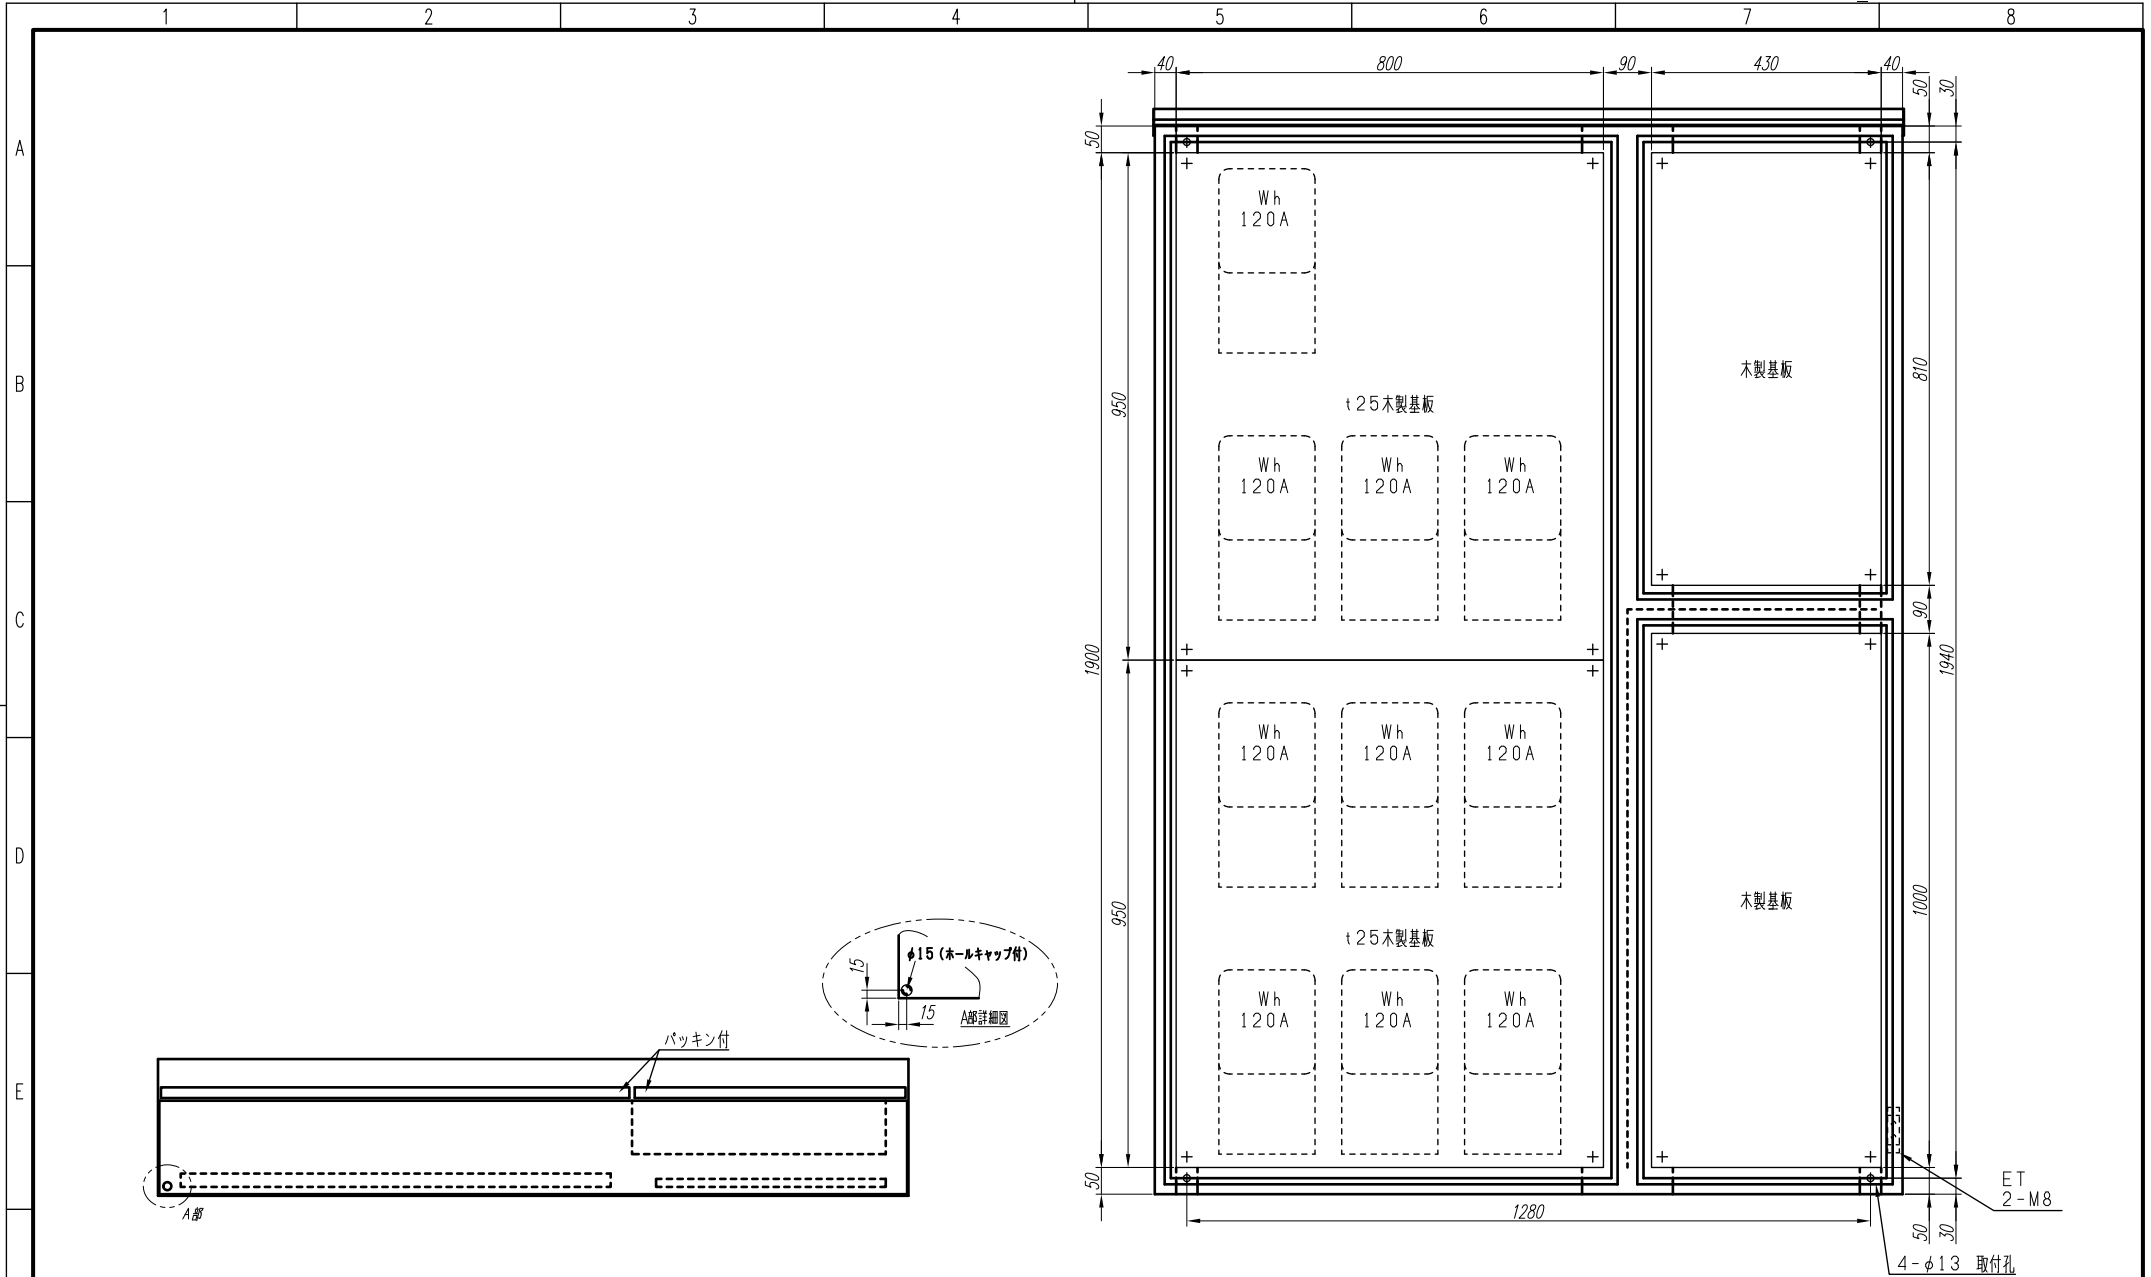 1 2 3 4 5 6 7 8
A
B
C
D
E
40 800 90 430 40
50 30
50
Wh
120A
950
t25木製基板
木製基板
810
Wh Wh Wh
120A 120A 120A
90
1900
1940
Wh Wh Wh
120A 120A 120A
950
t25木製基板
木製基板
1000
Wh Wh Wh
120A 120A 120A
50
1280
50 30
ET
2-M8
4-φ13 取付孔
φ15(ホールキャップ付)
15
15
A部詳細図
パッキン付
A部